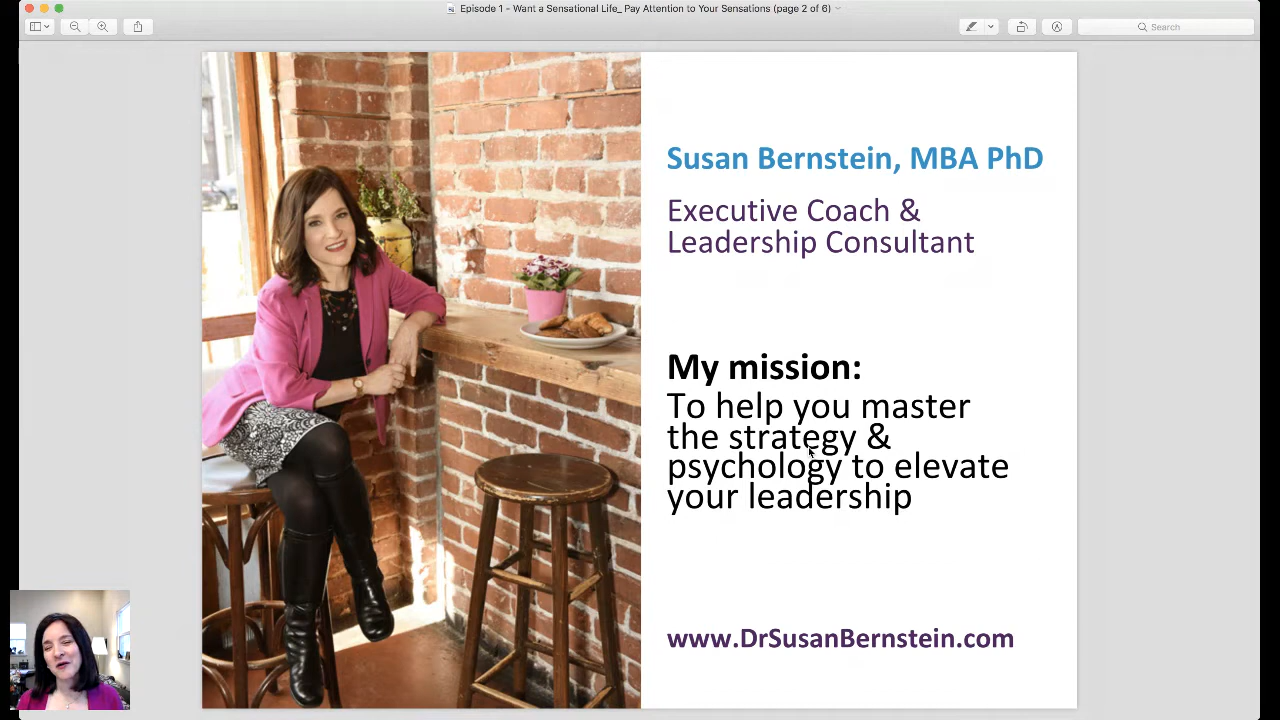 Episode 1 - Want a Sensational Life_ Pay Attention to Your Sensations (page 2 of 6)
Search
Susan Bernstein, MBA PhD
Executive Coach &
Leadership Consultant
My mission:
To help you master
the strategy &
psychology to elevate
your leadership
www.DrSusanBernstein.com